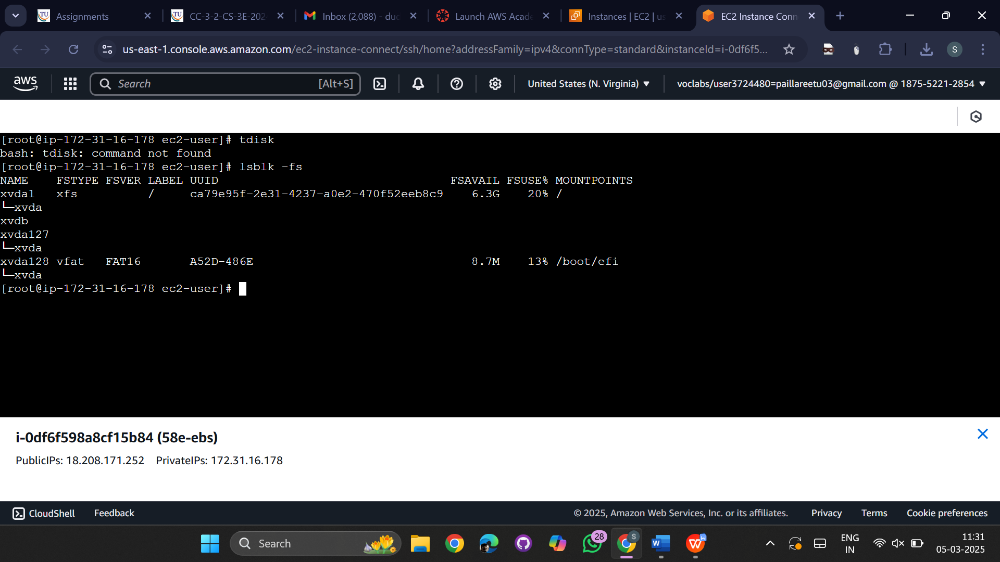 Assignments
CC-3-2-CS-3E-202
Inbox (2,088) - dud
Launch AWS Acade
Instances | EC2 | us
EC2 Instance Conn
us-east-1.console.aws.amazon.com/ec2-instance-connect/ssh/home?addressFamily=ipv4&connType=standard&instanceId=i-0df6f5...
S
aws
Search
[Alt+S]
United States (N. Virginia)
voclabs/user3724480=paillareetu03@gmail.com @ 1875-5221-2854
[root@ip-172-31-16-178 ec2-user]# tdisk
bash: tdisk: command not found
[root@ip-172-31-16-178 ec2-user]# lsblk -fs
NAME    FSTYPE FSVER LABEL UUID                                 FSAVAIL FSUSE% MOUNTPOINTS
xvda1   xfs          /     ca79e95f-2e31-4237-a0e2-470f52eeb8c9    6.3G    20% /
└─xvda
xvdb
xvda127
└─xvda
xvda128 vfat   FAT16       A52D-486E                               8.7M    13% /boot/efi
└─xvda
[root@ip-172-31-16-178 ec2-user]#
i-0df6f598a8cf15b84 (58e-ebs)
PublicIPs: 18.208.171.252 PrivateIPs: 172.31.16.178
CloudShell
Feedback
© 2025, Amazon Web Services, Inc. or its affiliates.
Privacy
Terms
Cookie preferences
Search
28
S
ENG
IN
11:31
05-03-2025